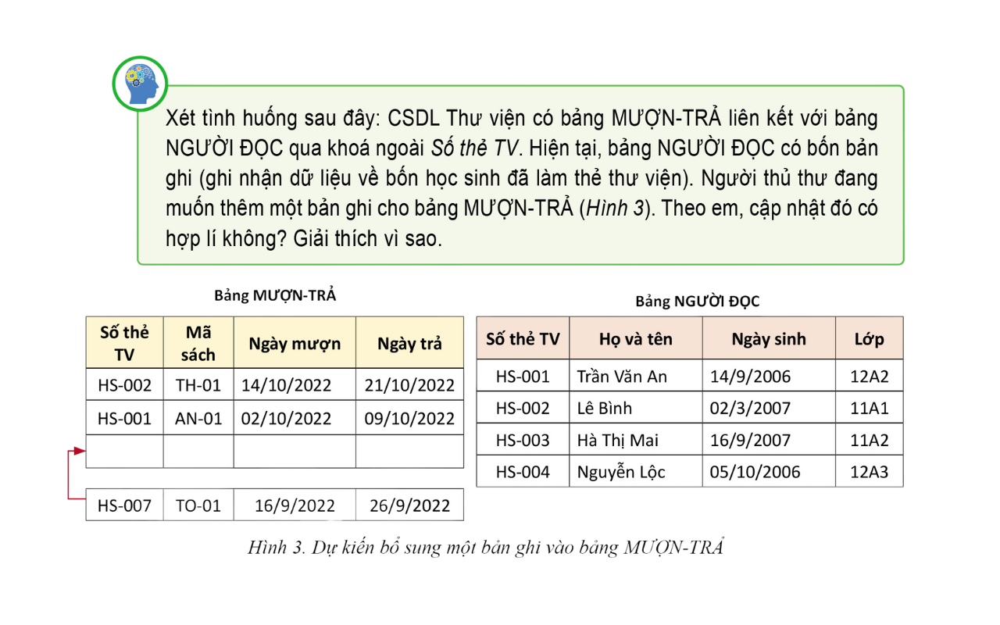 Xét tình huống sau đây: CSDL Thư viện có bảng MƯỢN-TRẢ liên kết với bảng
NGƯỜI ĐỌC qua khoá ngoài Số thẻ TV. Hiện tại, bảng NGƯỜI ĐỌC có bốn bản
ghi (ghi nhận dữ liệu về bốn học sinh đã làm thẻ thư viện). Người thủ thư đang
muốn thêm một bản ghi cho bảng MƯỢN-TRẢ (Hình 3). Theo em, cập nhật đó có
hợp lí không? Giải thích vì sao.
Bảng MƯỢN-TRẢ
Số thẻ TV Mã sách Ngày mượn Ngày trả
HS-002 TH-01 14/10/2022 21/10/2022
HS-001 AN-01 02/10/2022 09/10/2022
HS-007 TO-01 16/9/2022 26/9/2022
Bảng NGƯỜI ĐỌC
Số thẻ TV Họ và tên Ngày sinh Lớp
HS-001 Trần Văn An 14/9/2006 12A2
HS-002 Lê Bình 02/3/2007 11A1
HS-003 Hà Thị Mai 16/9/2007 11A2
HS-004 Nguyễn Lộc 05/10/2006 12A3
Hình 3. Dự kiến bổ sung một bản ghi vào bảng MƯỢN-TRẢ